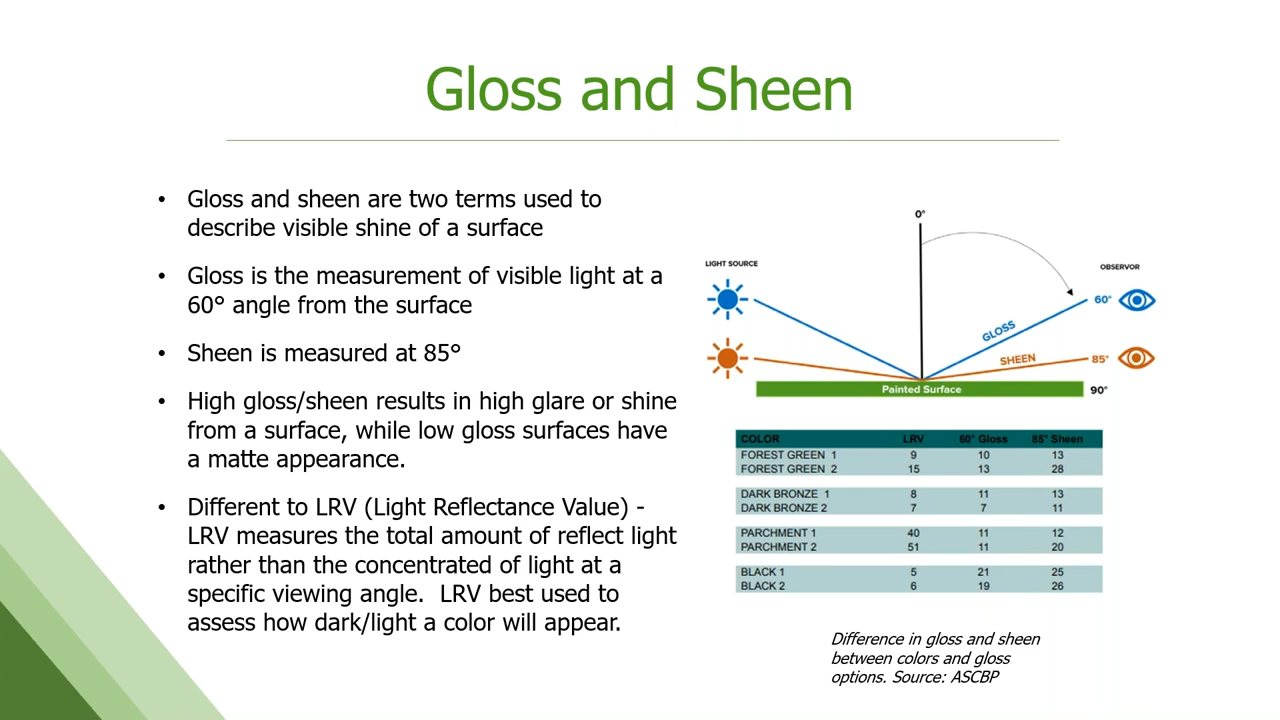 Gloss and Sheen
• Gloss and sheen are two terms used to
describe visible shine of a surface
• Gloss is the measurement of visible light at a
60° angle from the surface
• Sheen is measured at 85°
• High gloss/sheen results in high glare or shine
from a surface, while low gloss surfaces have
a matte appearance.
• Different to LRV (Light Reflectance Value) -
LRV measures the total amount of reflect light
rather than the concentrated of light at a
specific viewing angle.  LRV best used to
assess how dark/light a color will appear.
0°
LIGHT SOURCE
OBSERVOR
60°
GLOSS
SHEEN
85°
Painted Surface
90°
COLOR LRV 60° Gloss 85° Sheen
FOREST GREEN 1 9 10 13
FOREST GREEN 2 15 13 28
DARK BRONZE 1 8 11 13
DARK BRONZE 2 7 7 11
PARCHMENT 1 40 11 12
PARCHMENT 2 51 11 20
BLACK 1 5 21 25
BLACK 2 6 19 26
Difference in gloss and sheen
between colors and gloss
options. Source: ASCBP